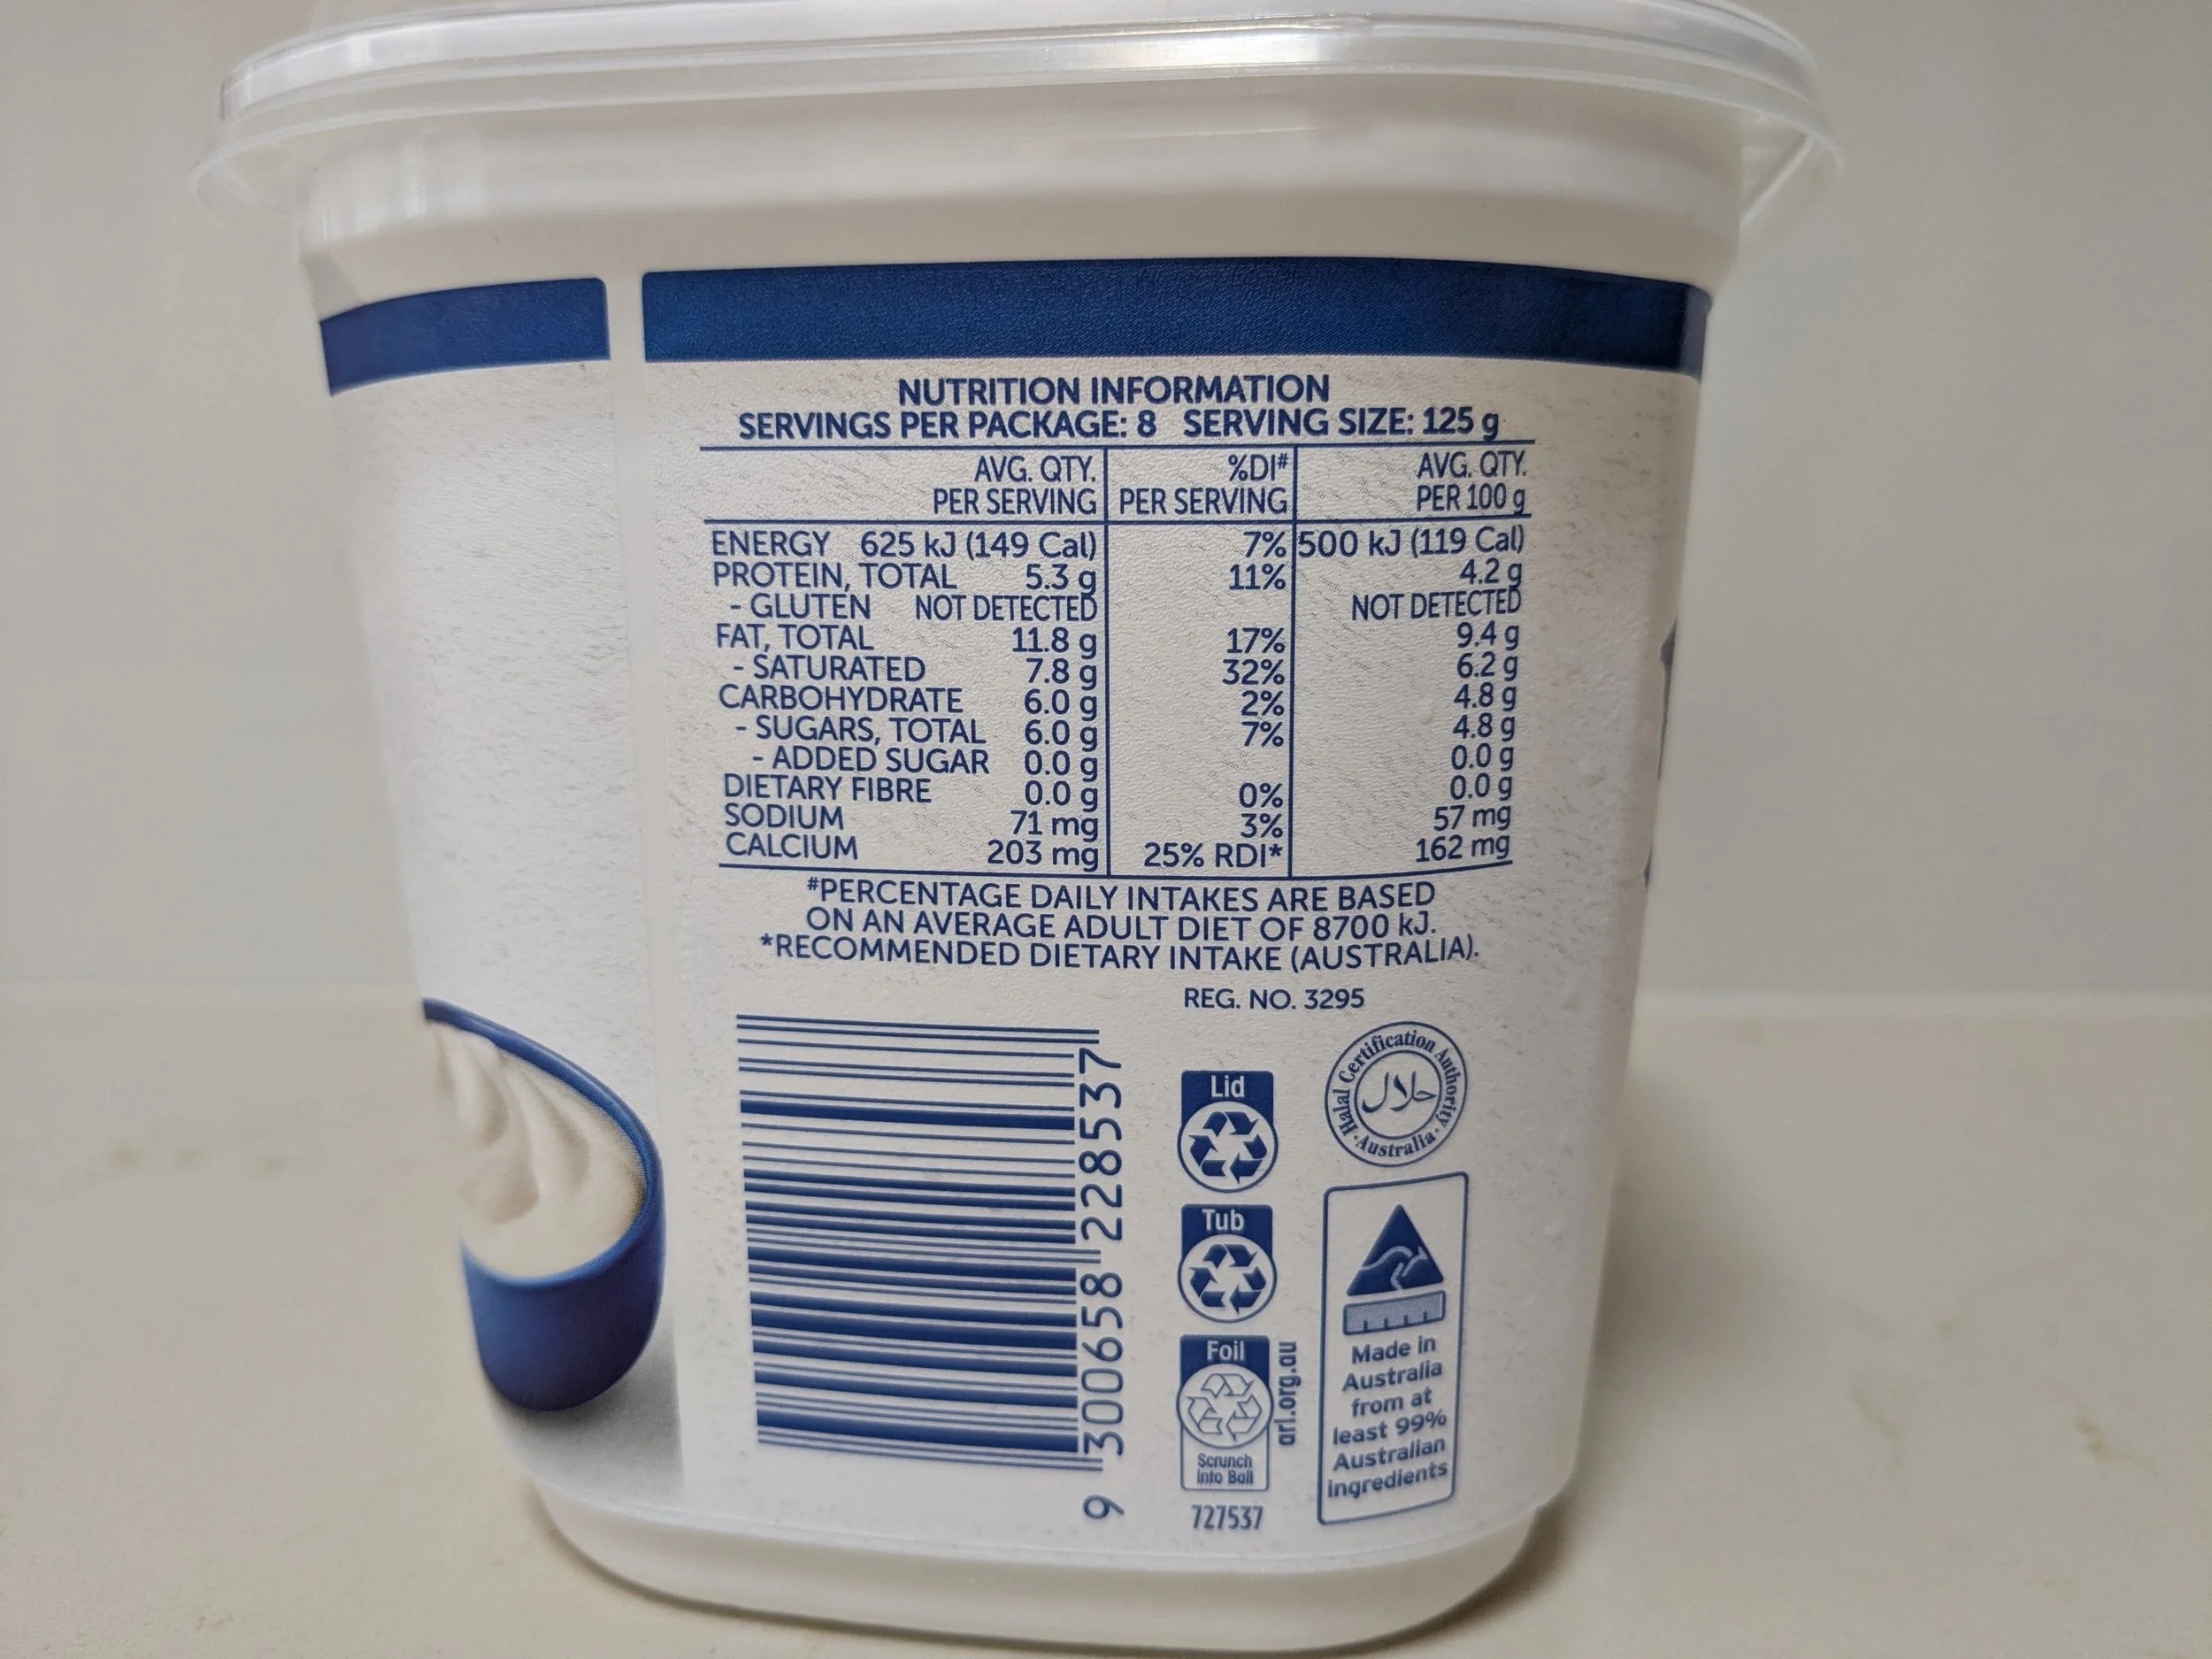 NUTRITION INFORMATION
SERVINGS PER PACKAGE: 8 SERVING SIZE: 125 g
AVG. QTY. PER SERVING %DI# PER SERVING AVG. QTY. PER 100 g
ENERGY 625 kJ (149 Cal) 7% 500 kJ (119 Cal)
PROTEIN, TOTAL 5.3 g 11% 4.2 g
- GLUTEN NOT DETECTED NOT DETECTED
FAT, TOTAL 11.8 g 17% 9.4 g
- SATURATED 7.8 g 32% 6.2 g
CARBOHYDRATE 6.0 g 2% 4.8 g
- SUGARS, TOTAL 6.0 g 7% 4.8 g
- ADDED SUGAR 0.0 g 0.0 g
DIETARY FIBRE 0.0 g 0% 0.0 g
SODIUM 71 mg 3% 57 mg
CALCIUM 203 mg 25% RDI* 162 mg
#PERCENTAGE DAILY INTAKES ARE BASED
ON AN AVERAGE ADULT DIET OF 8700 kJ.
*RECOMMENDED DIETARY INTAKE (AUSTRALIA).
REG. NO. 3295
9 300658 228537
Lid
Tub
Foil
Scrunch
into Ball
arl.org.au
727537
Halal Certification Authority
· Australia ·
حلال
Made in
Australia
from at
least 99%
Australian
ingredients